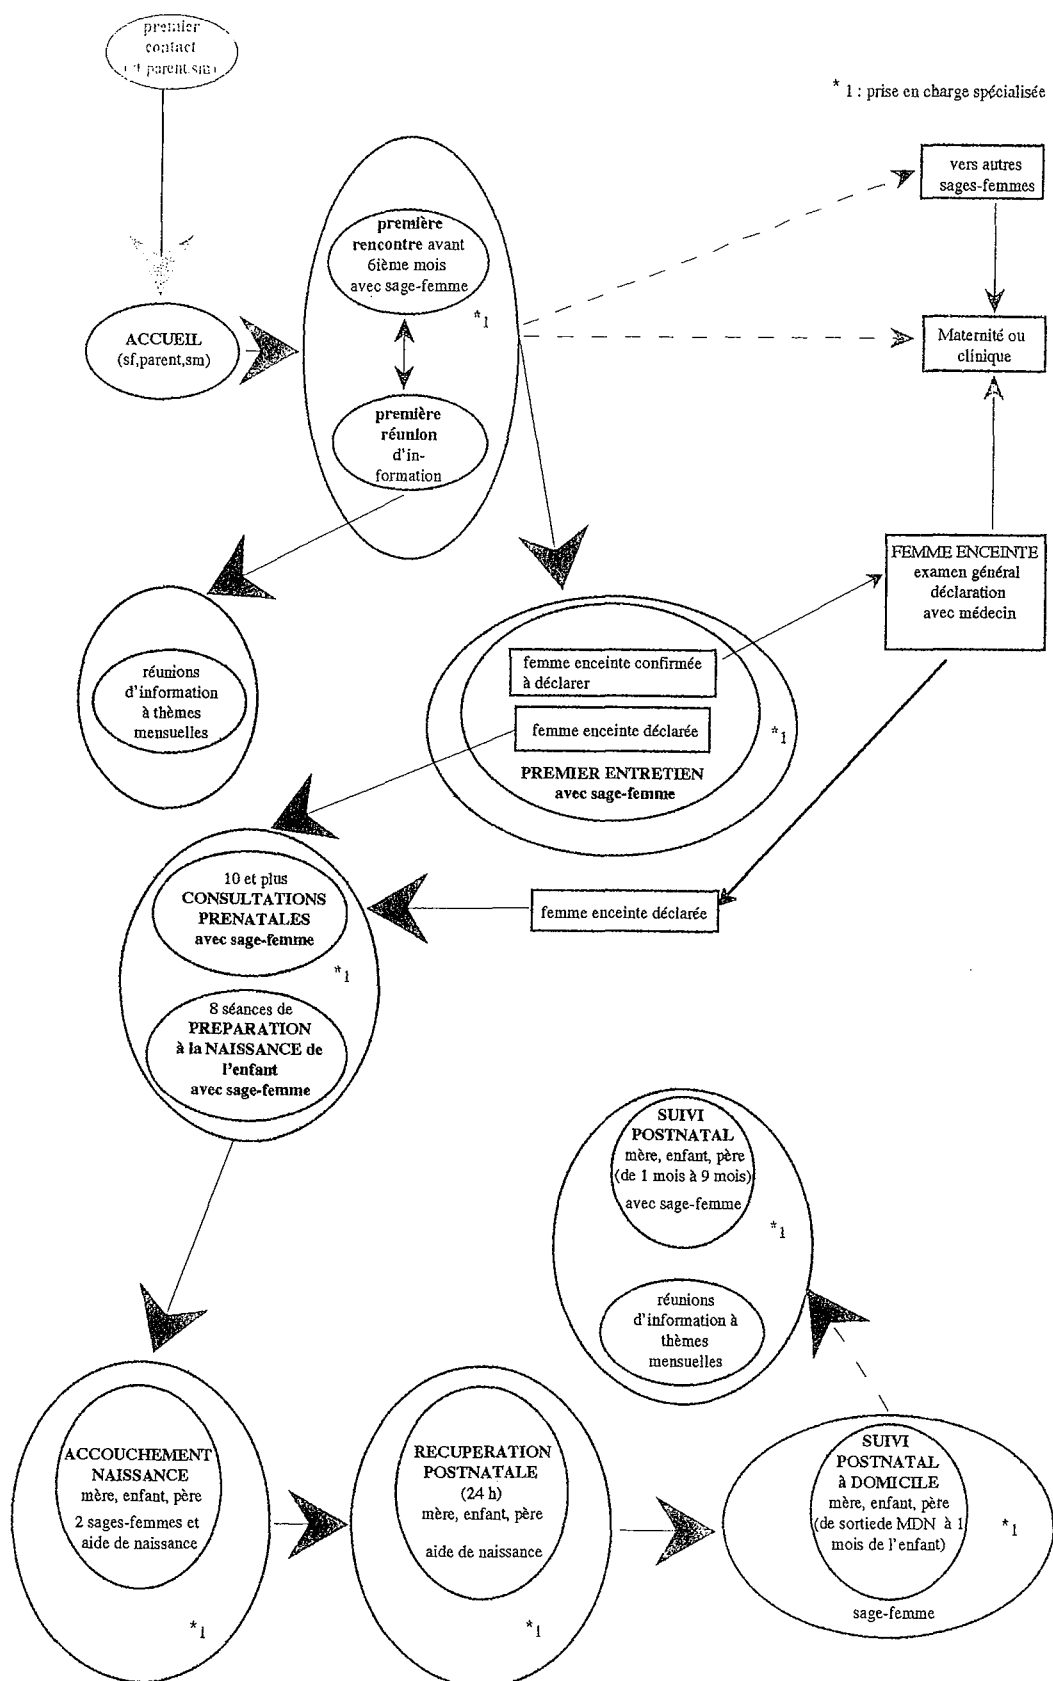 premier
contact
parent,sm)
* 1 : prise en charge spécialisée
vers autres
sages-femmes
première
rencontre avant
6ième mois
avec sage-femme
*1
ACCUEIL
(sf,parent,sm)
Maternité ou
clinique
première
réunion
d'in-
formation
FEMME ENCEINTE
examen général
déclaration
avec médecin
réunions
d'information
à thèmes
mensuelles
femme enceinte confirmée
à déclarer
femme enceinte déclarée
*1
PREMIER ENTRETIEN
avec sage-femme
10 et plus
CONSULTATIONS
PRENATALES
avec sage-femme
*1
femme enceinte déclarée
8 séances de
PREPARATION
à la NAISSANCE de
l'enfant
avec sage-femme
SUIVI
POSTNATAL
mère, enfant, père
(de 1 mois à 9 mois)
avec sage-femme
*1
réunions
d'information à
thèmes
mensuelles
ACCOUCHEMENT
NAISSANCE
mère, enfant, père
2 sages-femmes et
aide de naissance
*1
RECUPERATION
POSTNATALE
(24 h)
mère, enfant, père
aide de naissance
*1
SUIVI
POSTNATAL
à DOMICILE
mère, enfant, père
(de sortiede MDN à 1
mois de l'enfant)
*1
sage-femme